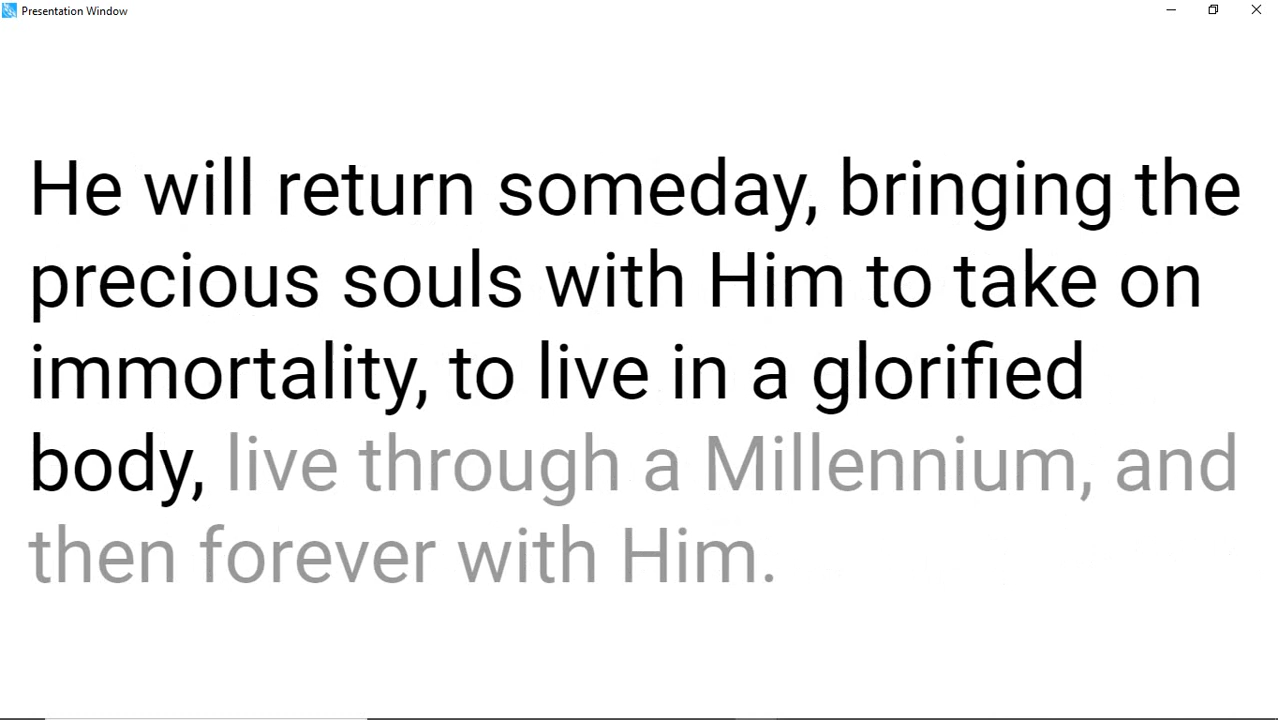 Presentation Window
He will return someday, bringing the
precious souls with Him to take on
immortality, to live in a glorified
body, live through a Millennium, and
then forever with Him.